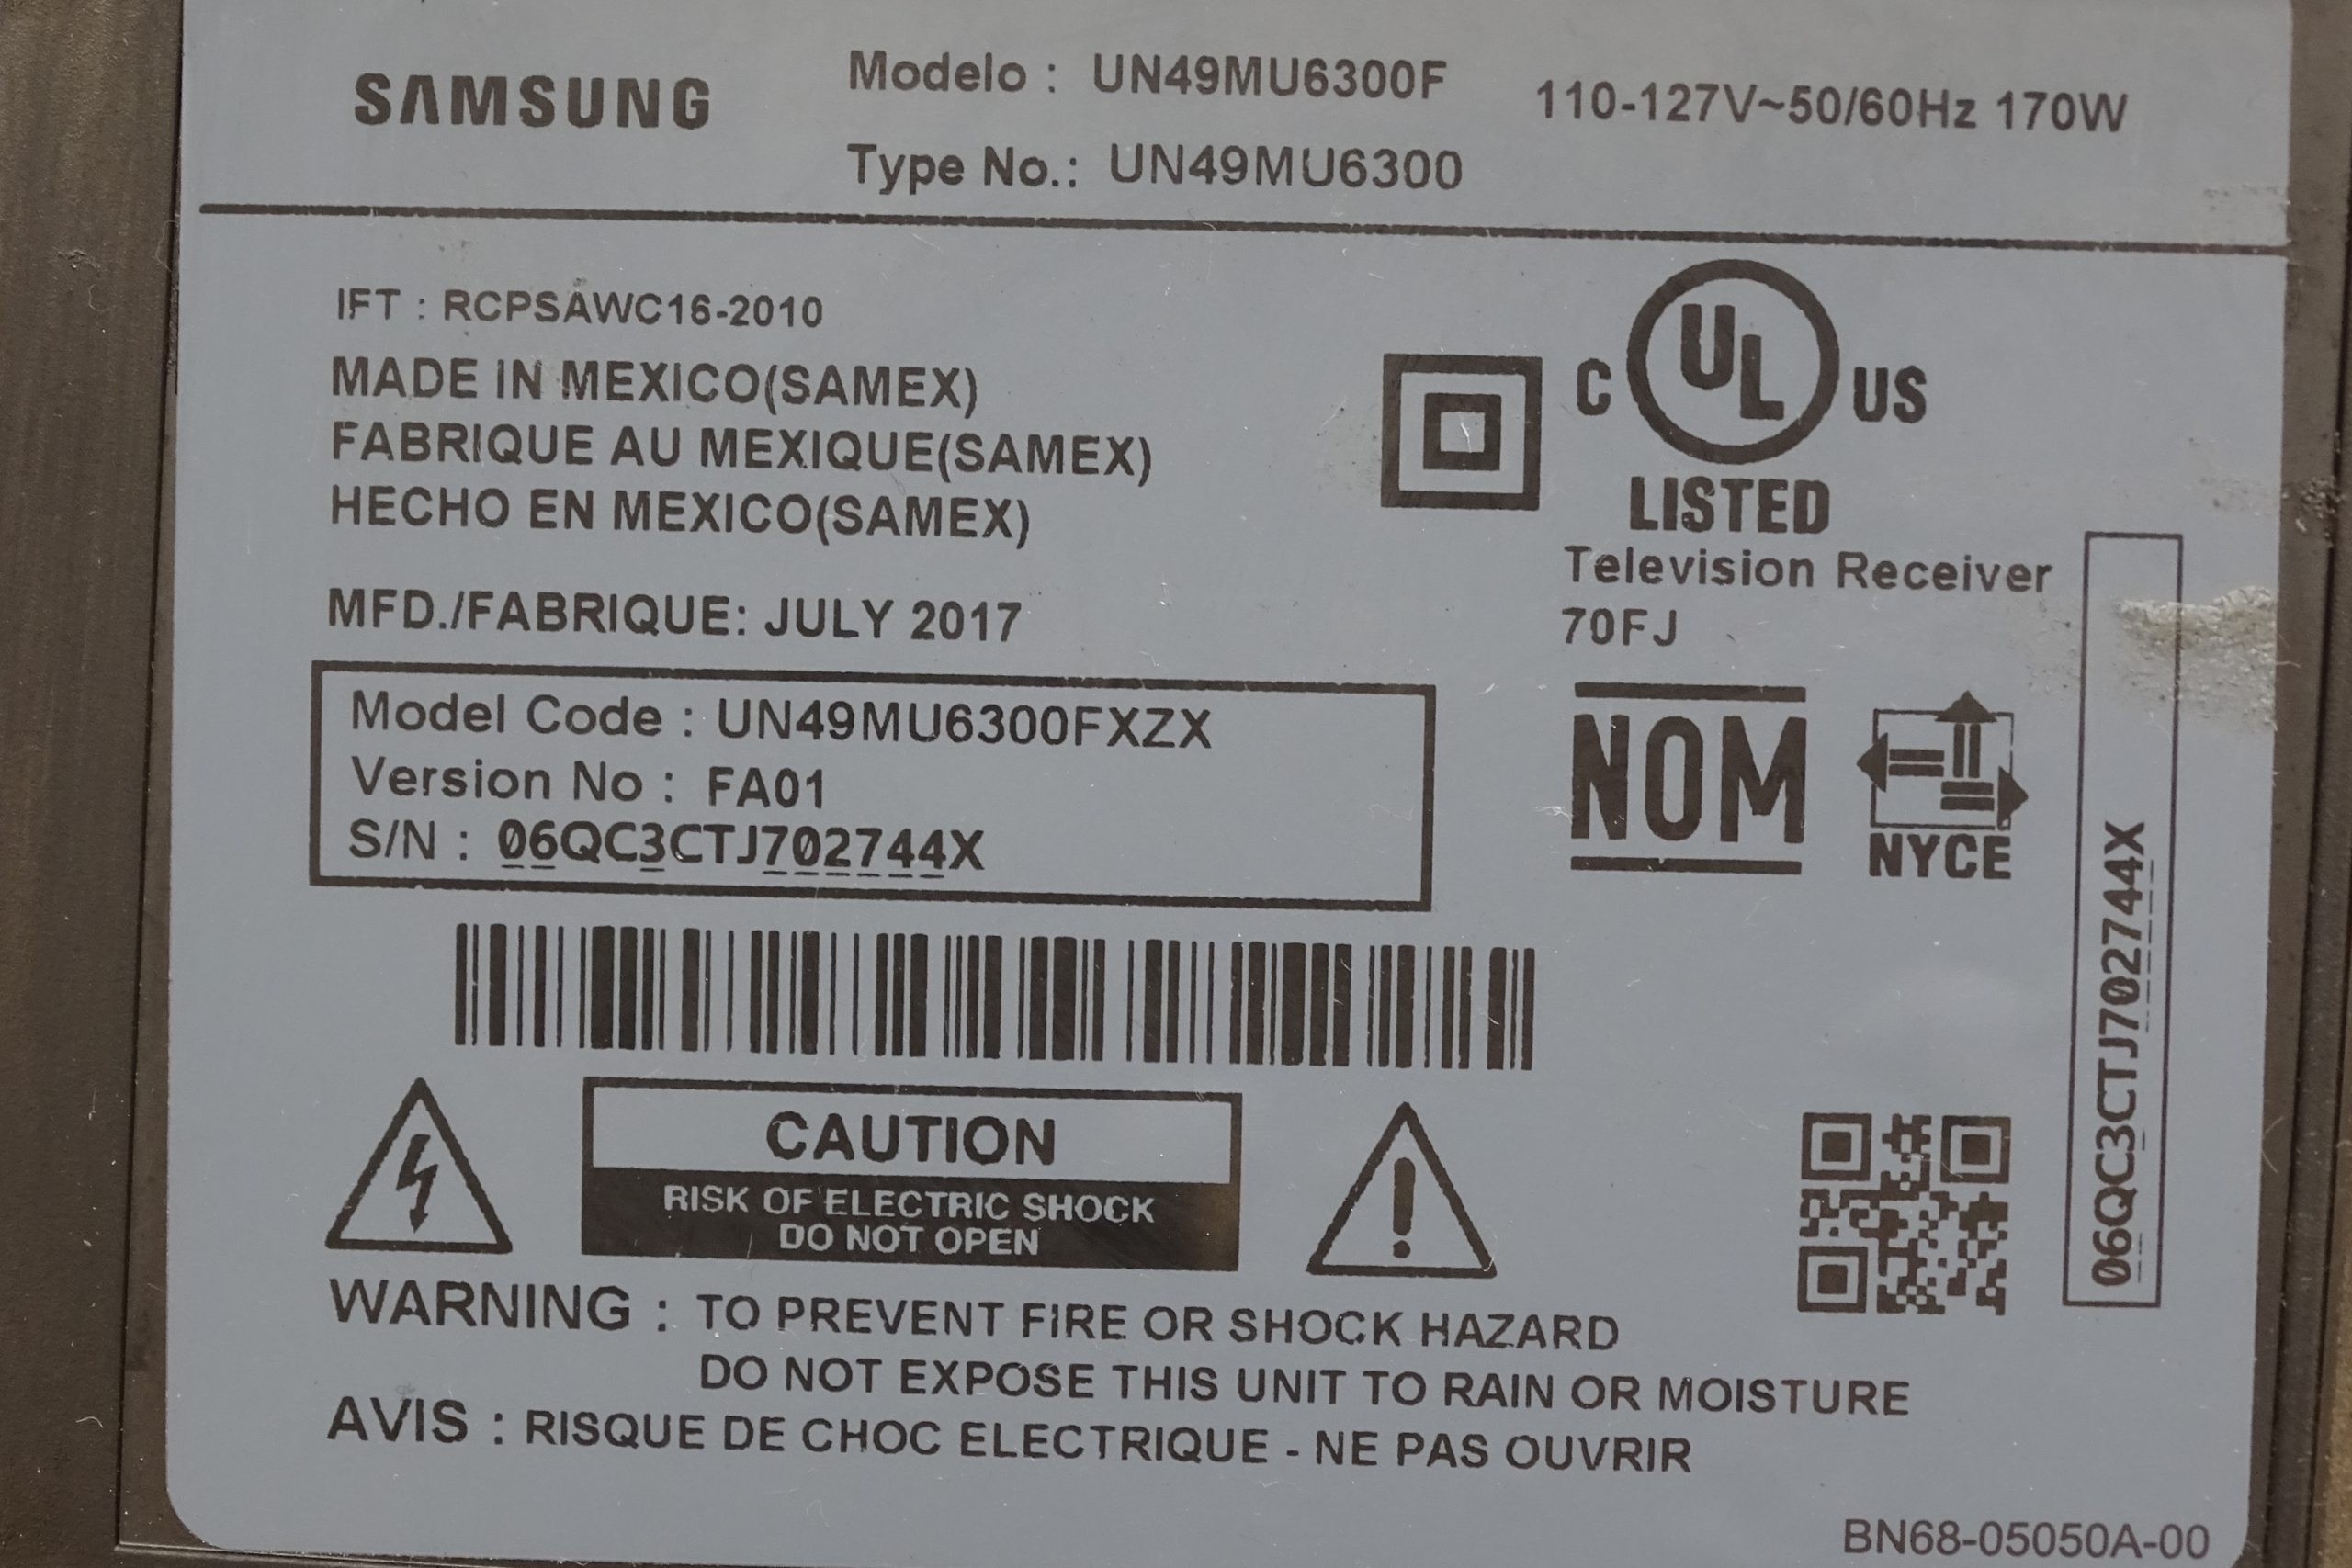 SAMSUNG
Modelo : UN49MU6300F
Type No.: UN49MU6300
110-127V~50/60Hz 170W
IFT : RCPSAWC16-2010
MADE IN MEXICO(SAMEX)
FABRIQUE AU MEXIQUE(SAMEX)
HECHO EN MEXICO(SAMEX)
MFD./FABRIQUE: JULY 2017
C UL US
LISTED
Television Receiver
70FJ
Model Code : UN49MU6300FXZX
Version No : FA01
S/N : 06QC3CTJ702744X
NOM
NYCE
06QC3CTJ702744X
CAUTION
RISK OF ELECTRIC SHOCK
DO NOT OPEN
WARNING : TO PREVENT FIRE OR SHOCK HAZARD
DO NOT EXPOSE THIS UNIT TO RAIN OR MOISTURE
AVIS : RISQUE DE CHOC ELECTRIQUE - NE PAS OUVRIR
BN68-05050A-00